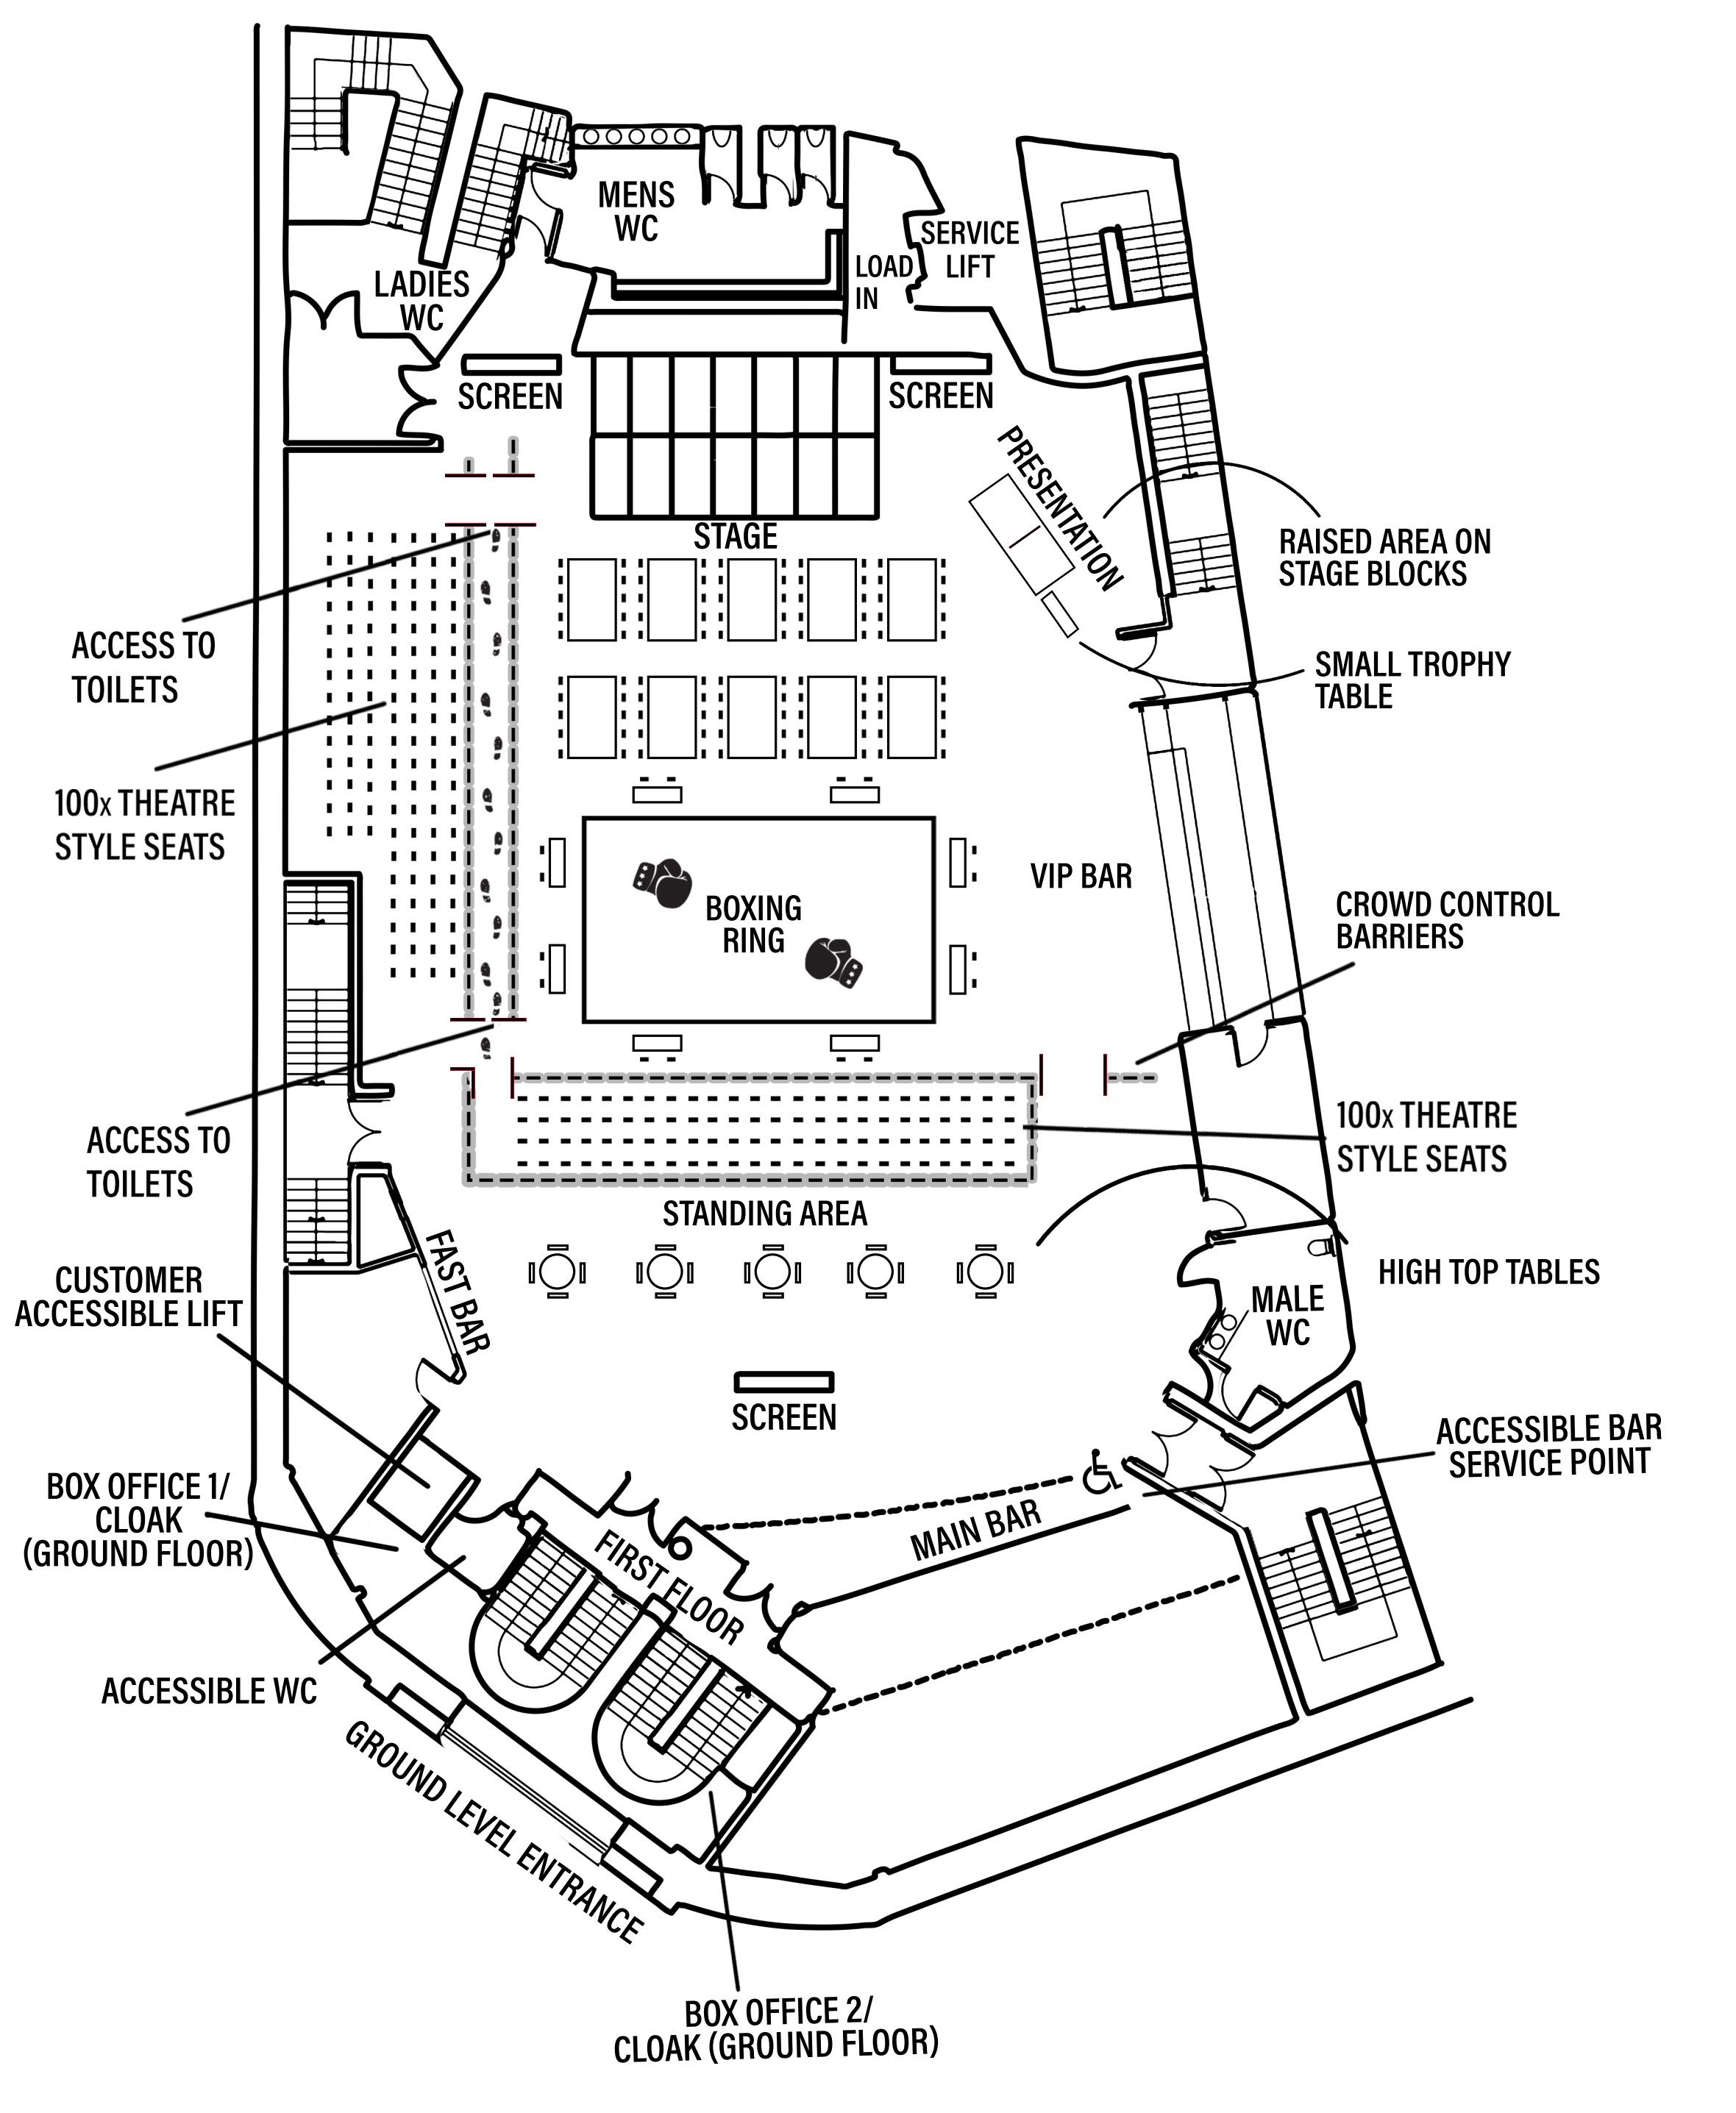 MENS
WC
LADIES
WC
SERVICE
LIFT
LOAD
IN
SCREEN
SCREEN
PRESENTATION
STAGE
RAISED AREA ON
STAGE BLOCKS
ACCESS TO
TOILETS
SMALL TROPHY
TABLE
100x THEATRE
STYLE SEATS
VIP BAR
BOXING
RING
CROWD CONTROL
BARRIERS
ACCESS TO
TOILETS
100x THEATRE
STYLE SEATS
STANDING AREA
FAST BAR
CUSTOMER
ACCESSIBLE LIFT
HIGH TOP TABLES
MALE
WC
SCREEN
ACCESSIBLE BAR
SERVICE POINT
BOX OFFICE 1/
CLOAK
(GROUND FLOOR)
MAIN BAR
FIRST FLOOR
ACCESSIBLE WC
GROUND LEVEL ENTRANCE
BOX OFFICE 2/
CLOAK (GROUND FLOOR)